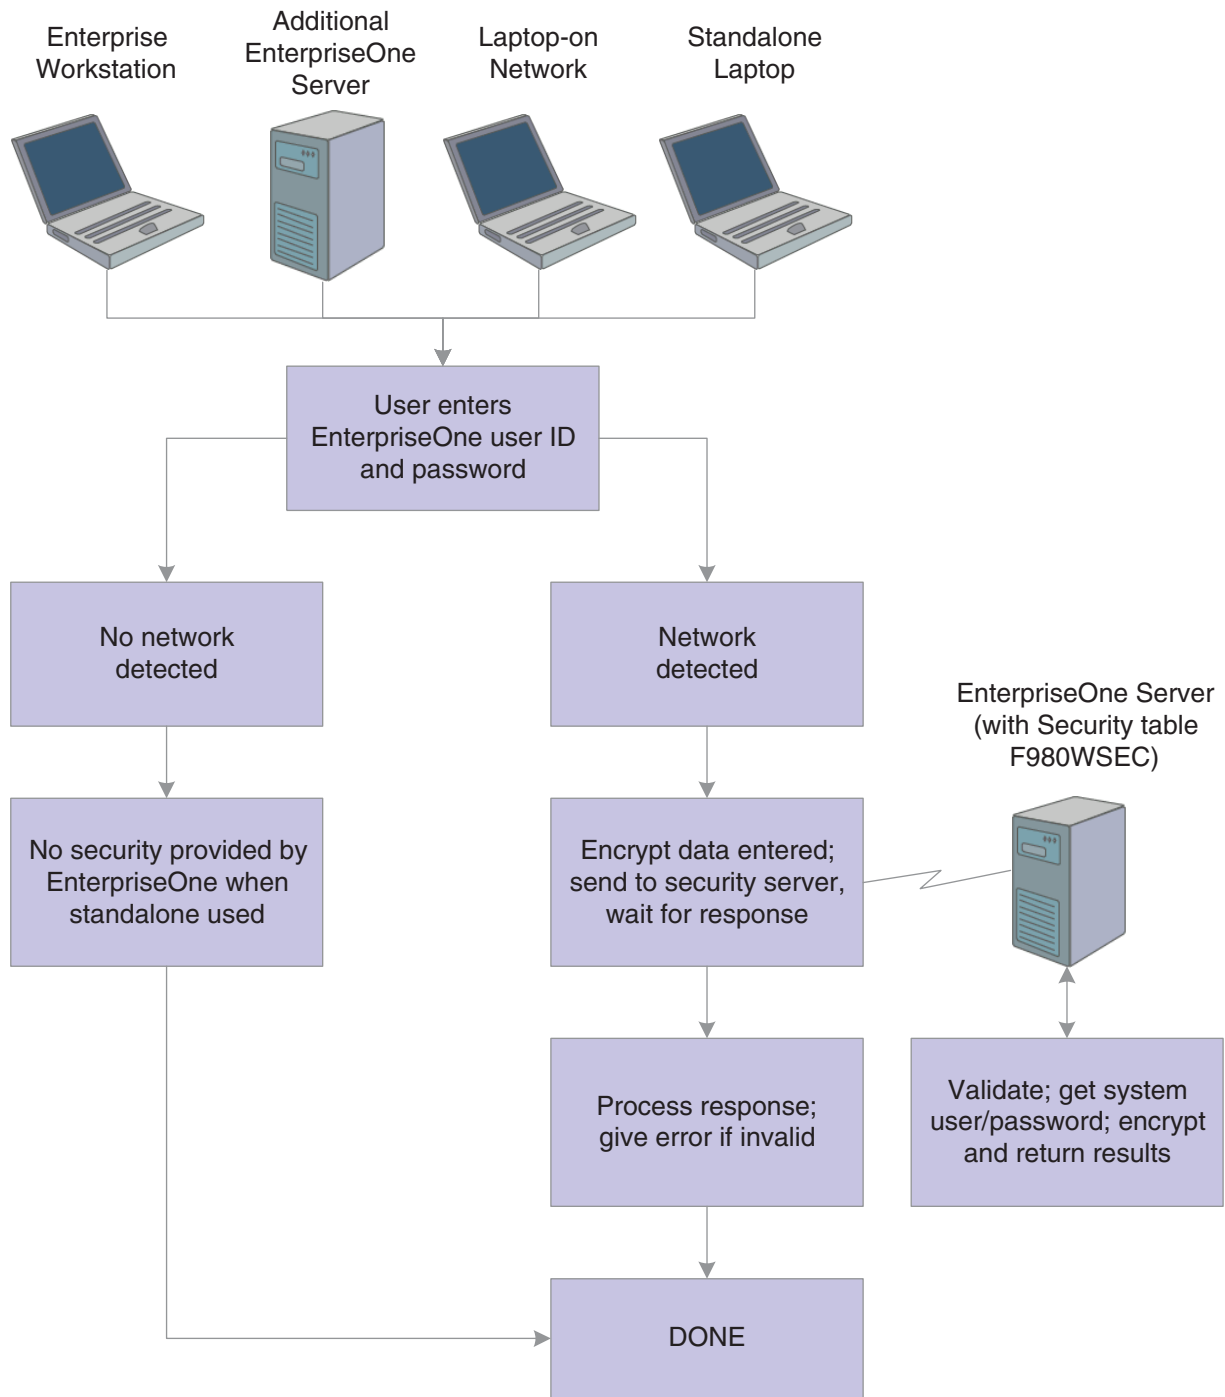 Enterprise
Workstation
Additional
EnterpriseOne
Server
Laptop-on
Network
Standalone
Laptop
User enters
EnterpriseOne user ID
and password
No network
detected
Network
detected
EnterpriseOne Server
(with Security table
F980WSEC)
No security provided by
EnterpriseOne when
standalone used
Encrypt data entered;
send to security server,
wait for response
Process response;
give error if invalid
Validate; get system
user/password; encrypt
and return results
DONE